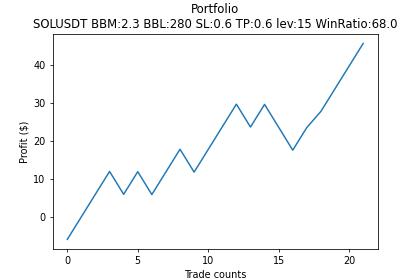 Portfolio
SOLUSDT BBM:2.3 BBL:280 SL:0.6 TP:0.6 lev:15 WinRatio:68.0
40
30
20
10
0
Profit ($)
0 5 10 15 20
Trade counts